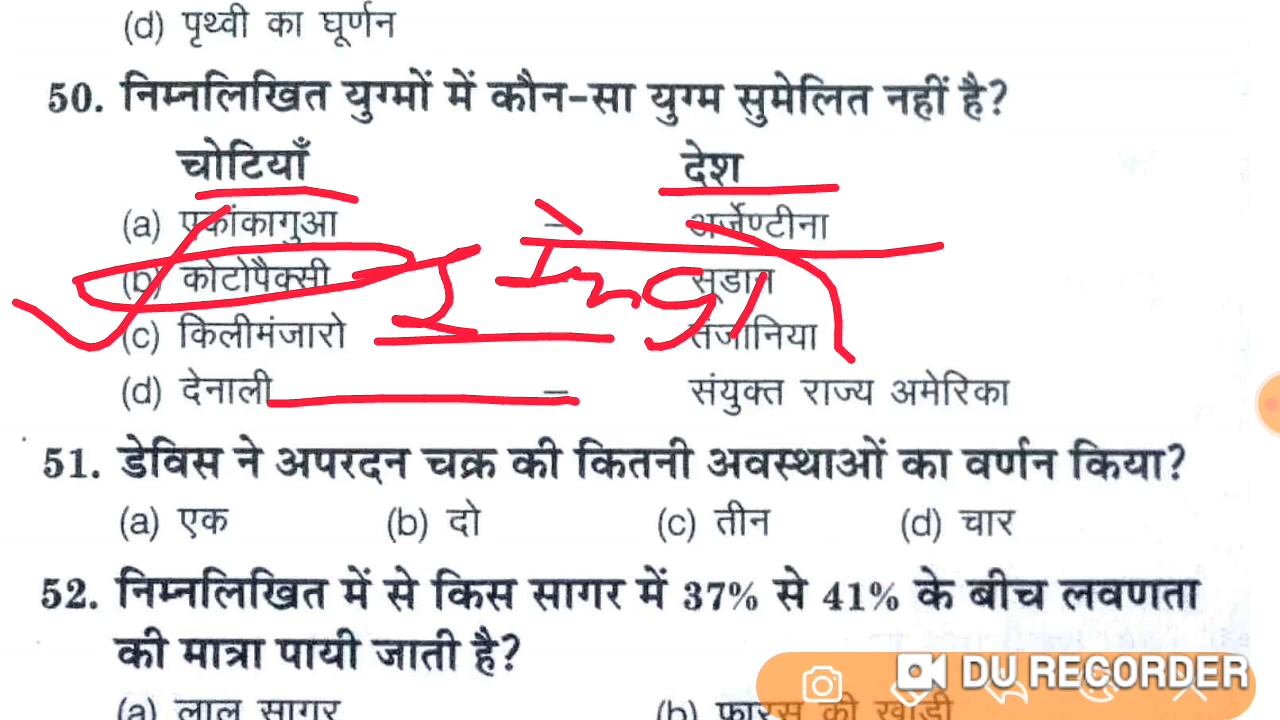 (d) पृथ्वी का घूर्णन
50. निम्नलिखित युग्मों में कौन-सा युग्म सुमेलित नहीं है?
चोटियाँ देश
(a) एकांकागुआ – अर्जेण्टीना
(b) कोटोपैक्सी सूडान
(c) किलीमंजारो तंजानिया
(d) देनाली – संयुक्त राज्य अमेरिका
51. डेविस ने अपरदन चक्र की कितनी अवस्थाओं का वर्णन किया?
(a) एक (b) दो (c) तीन (d) चार
52. निम्नलिखित में से किस सागर में 37% से 41% के बीच लवणता
की मात्रा पायी जाती है?
(a) लाल सागर (b) फारस की खाड़ी
DU RECORDER